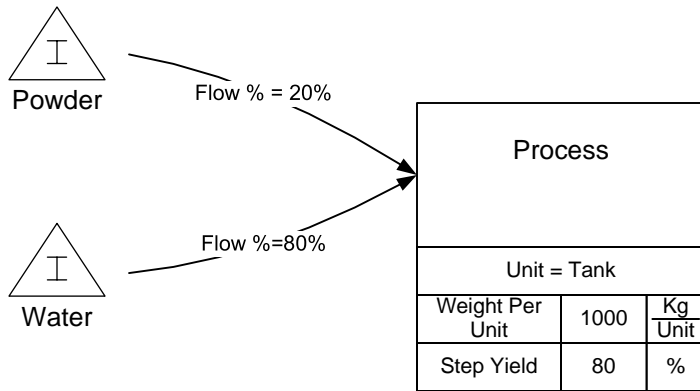 I
Powder
Flow % = 20%
I
Water
Flow %=80%
Process
Unit = Tank
Weight Per
Unit
1000
Kg
Unit
Step Yield
80
%